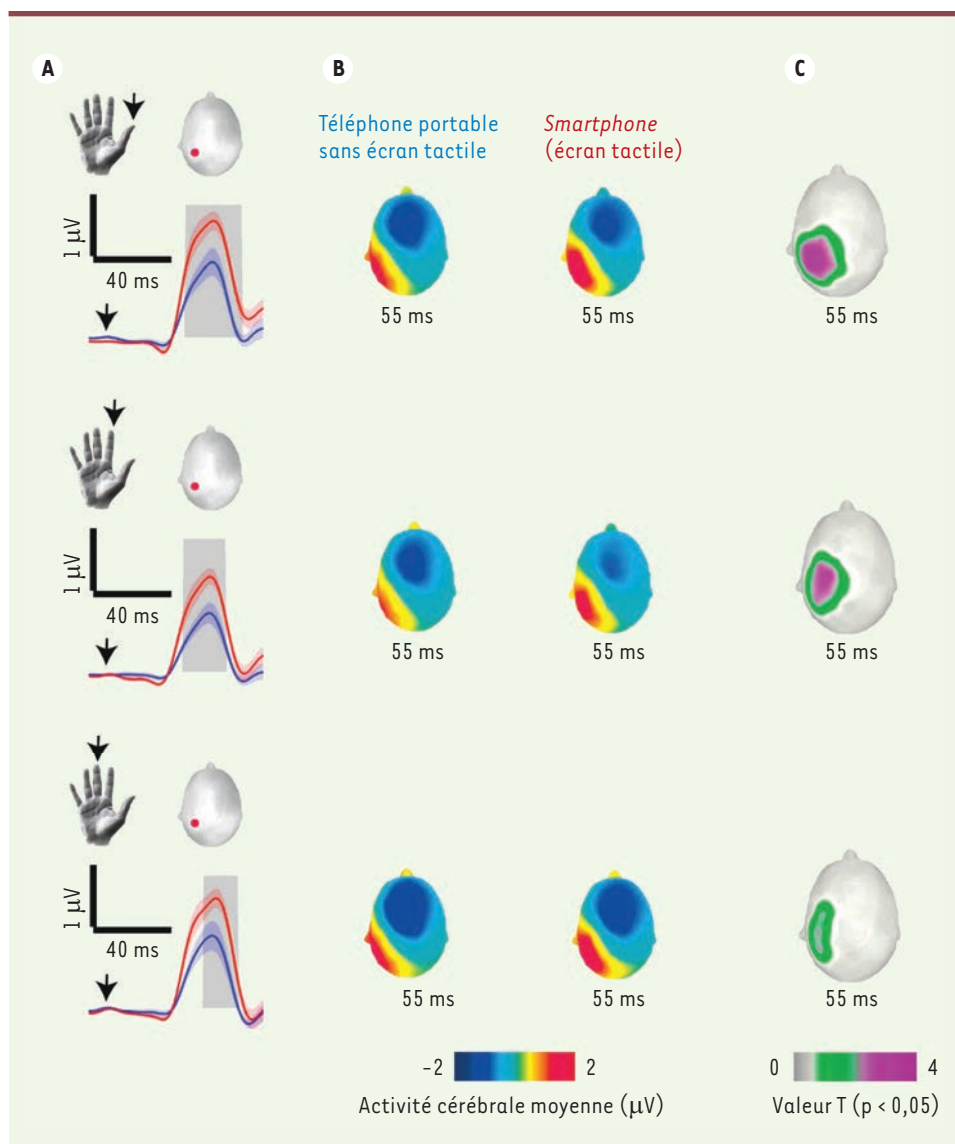 A
B
C
Téléphone portable
sans écran tactile
Smartphone
(écran tactile)
1 µV
40 ms
55 ms
55 ms
55 ms
1 µV
40 ms
55 ms
55 ms
55 ms
1 µV
40 ms
55 ms
55 ms
55 ms
-2
2
Activité cérébrale moyenne (µV)
0
4
Valeur T (p < 0,05)